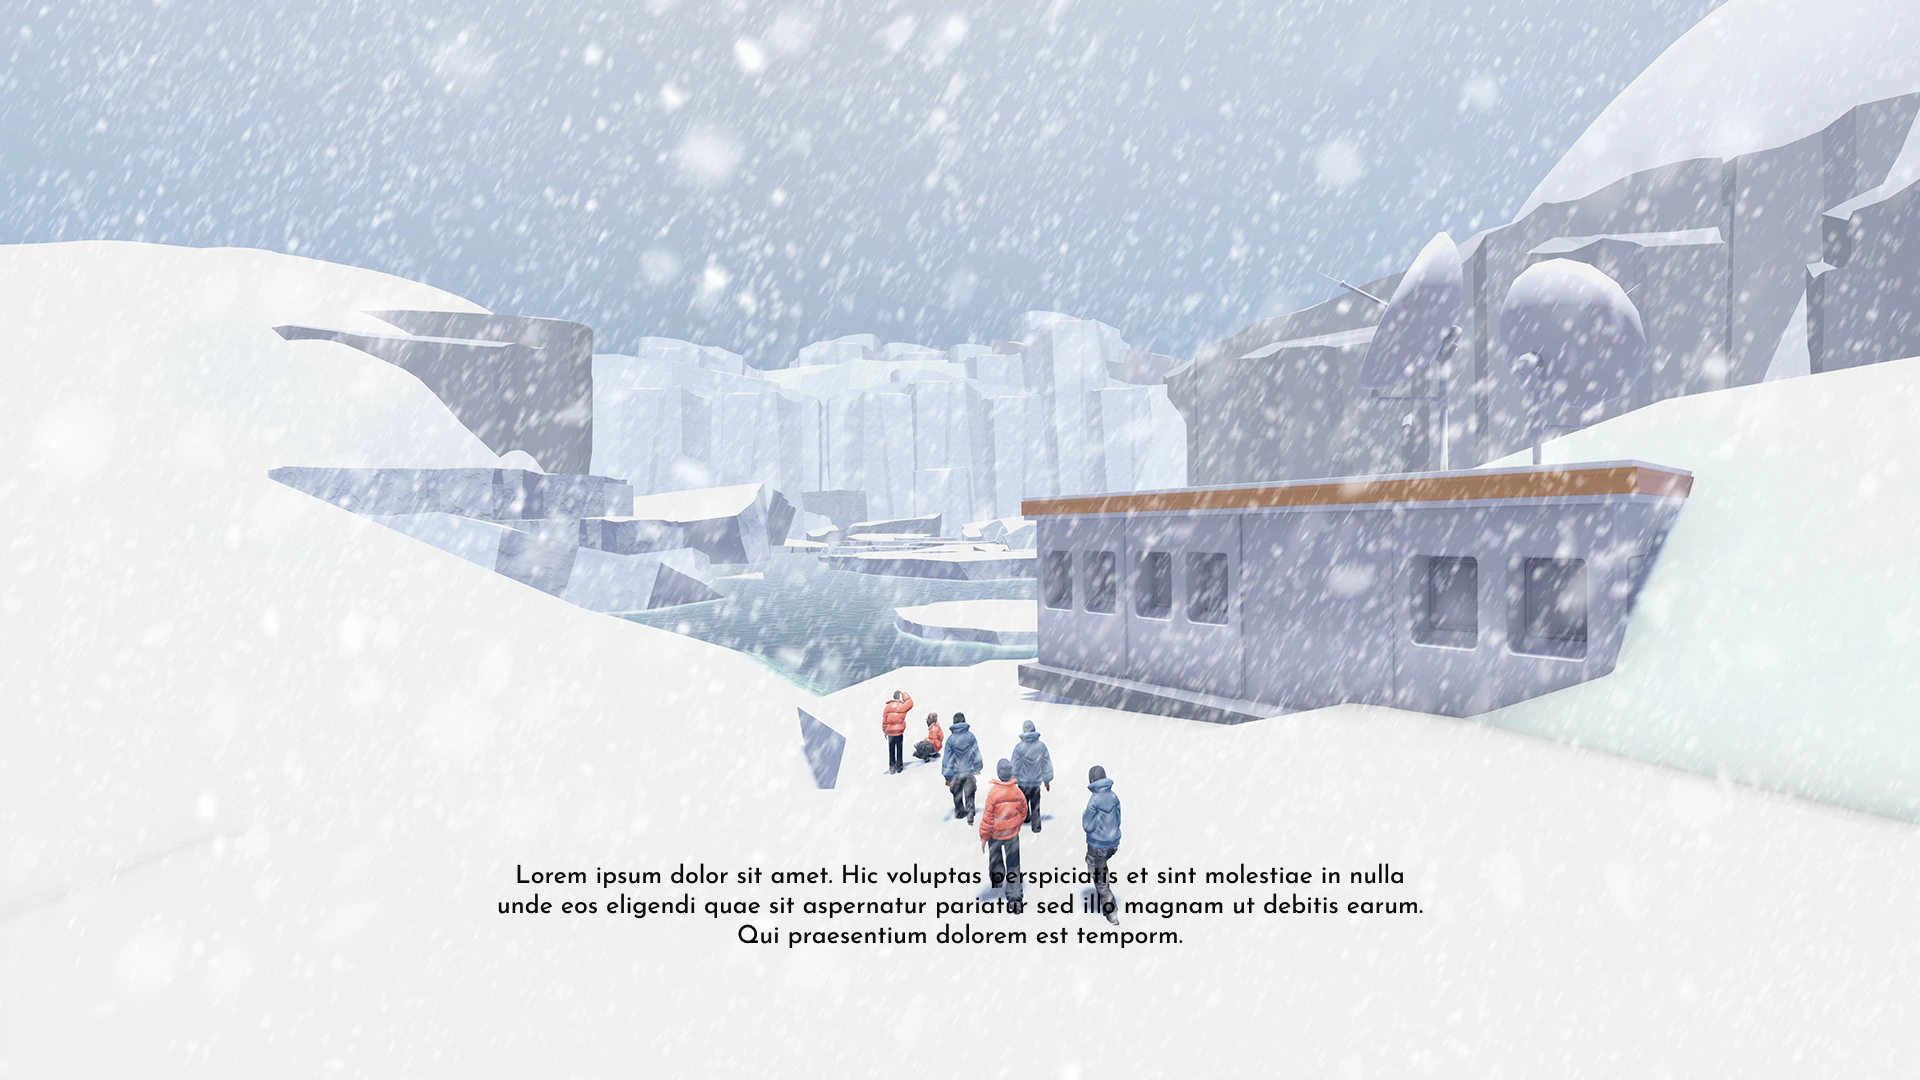 Lorem ipsum dolor sit amet. Hic voluptas perspiciatis et sint molestiae in nulla
unde eos eligendi quae sit aspernatur pariatur sed illo magnam ut debitis earum.
Qui praesentium dolorem est temporm.